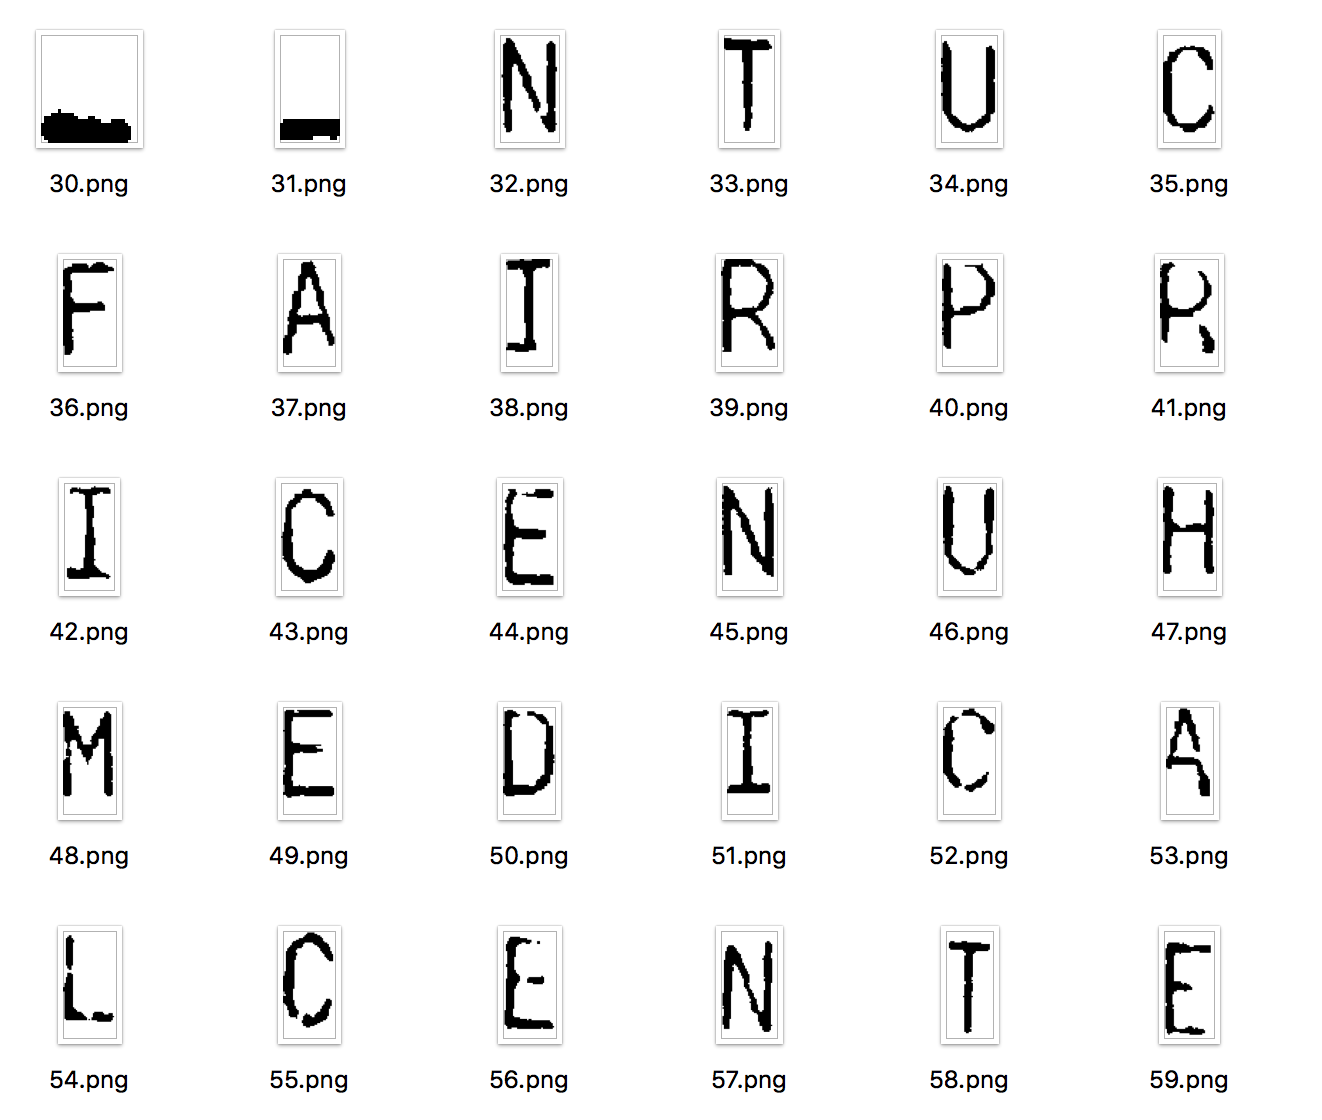 N T U C
30.png 31.png 32.png 33.png 34.png 35.png
F A I R P R
36.png 37.png 38.png 39.png 40.png 41.png
I C E N U H
42.png 43.png 44.png 45.png 46.png 47.png
M E D I C A
48.png 49.png 50.png 51.png 52.png 53.png
L C E N T E
54.png 55.png 56.png 57.png 58.png 59.png